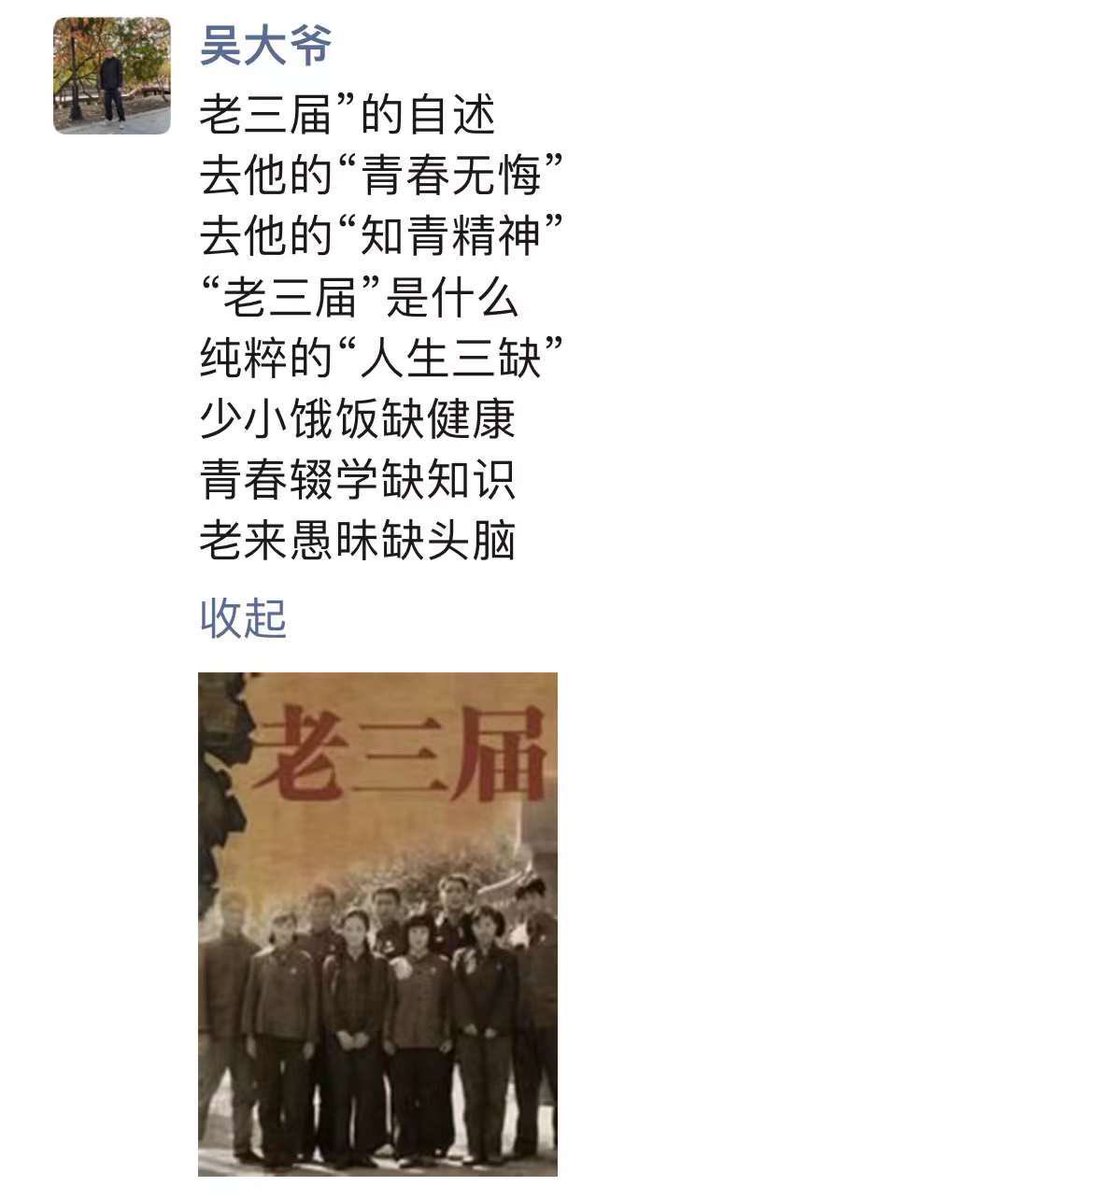 吴大爷
老三届”的自述
去他的“青春无悔”
去他的“知青精神”
“老三届”是什么
纯粹的“人生三缺”
少小饿饭缺健康
青春辍学缺知识
老来愚昧缺头脑
收起
老三届